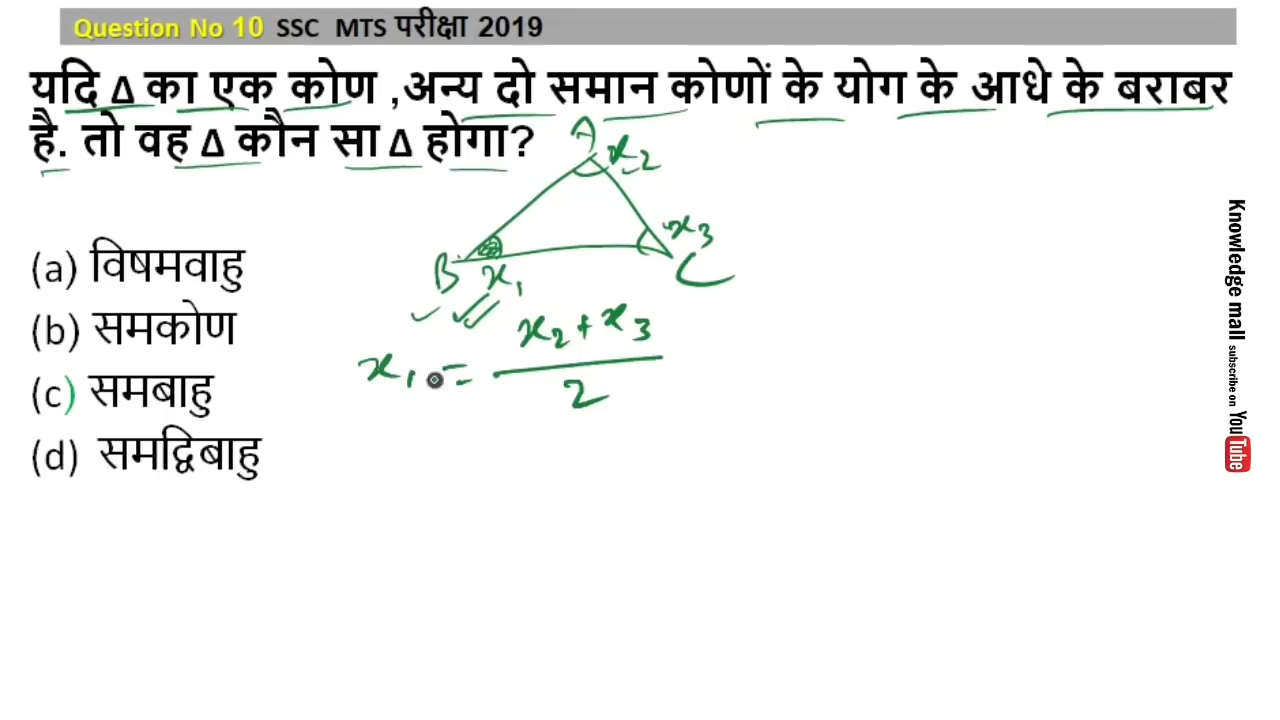 Question No 10 SSC MTS परीक्षा 2019
यदि Δ का एक कोण ,अन्य दो समान कोणों के योग के आधे के बराबर
है. तो वह Δ कौन सा Δ होगा?
A
x2
x3
B
x1
C
(a) विषमवाहु
(b) समकोण
(c) समबाहु
(d) समद्विबाहु
x1 = x2 + x3
2
Knowledge mall subscribe on YouTube